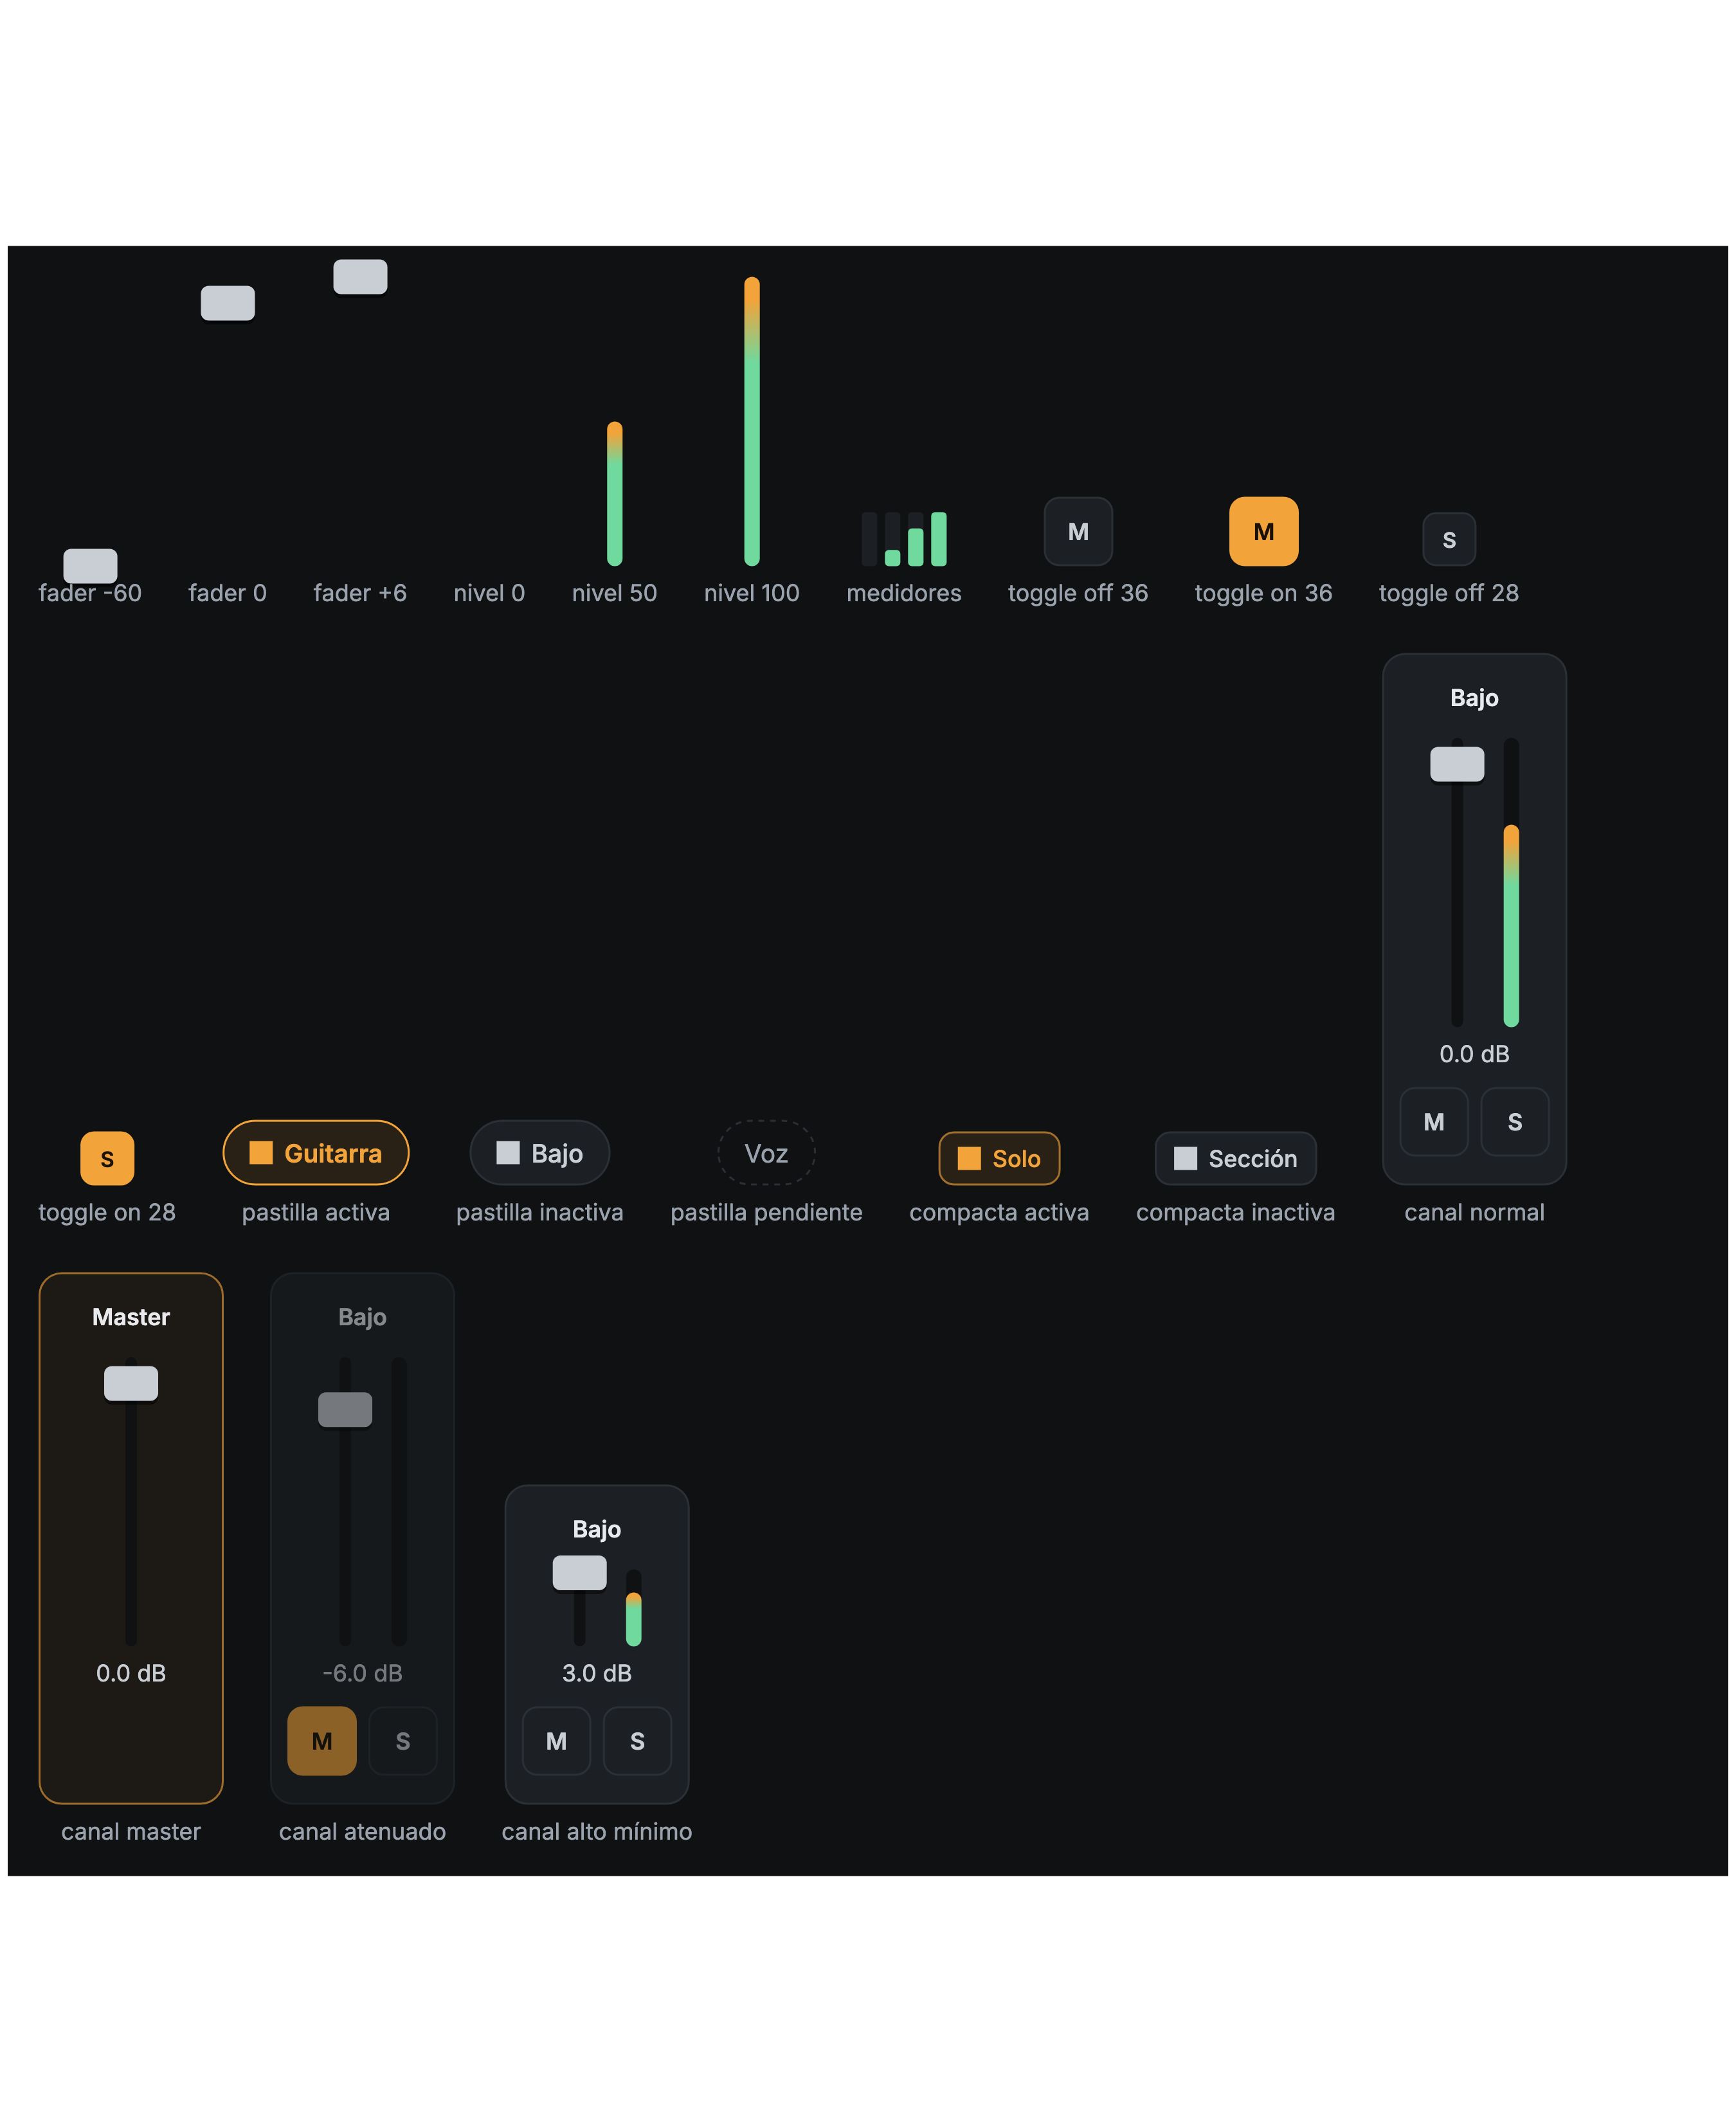 fader -60
fader 0
fader +6
nivel 0
nivel 50
nivel 100
medidores
M
toggle off 36
M
toggle on 36
S
toggle off 28
S
toggle on 28
Guitarra
pastilla activa
Bajo
pastilla inactiva
Voz
pastilla pendiente
Solo
compacta activa
Sección
compacta inactiva
Bajo
0.0 dB
M S
canal normal
Master
0.0 dB
canal master
Bajo
-6.0 dB
M S
canal atenuado
Bajo
3.0 dB
M S
canal alto mínimo